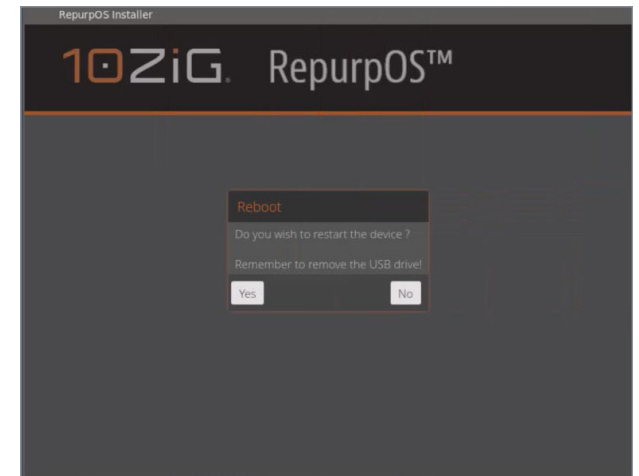 RepurpOS Installer
10ZiG. RepurpOS™
Reboot
Do you wish to restart the device ?
Remember to remove the USB drive!
Yes No